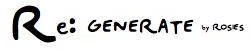 Re: GENERATE by ROSIES